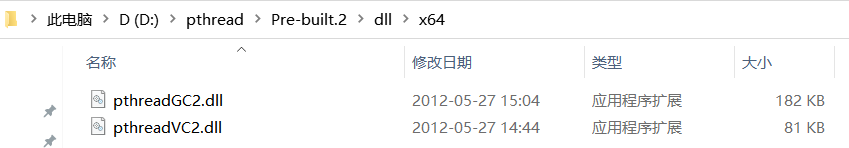 此电脑 > D (D:) > pthread > Pre-built.2 > dll > x64
名称 修改日期 类型 大小
pthreadGC2.dll 2012-05-27 15:04 应用程序扩展 182 KB
pthreadVC2.dll 2012-05-27 14:44 应用程序扩展 81 KB